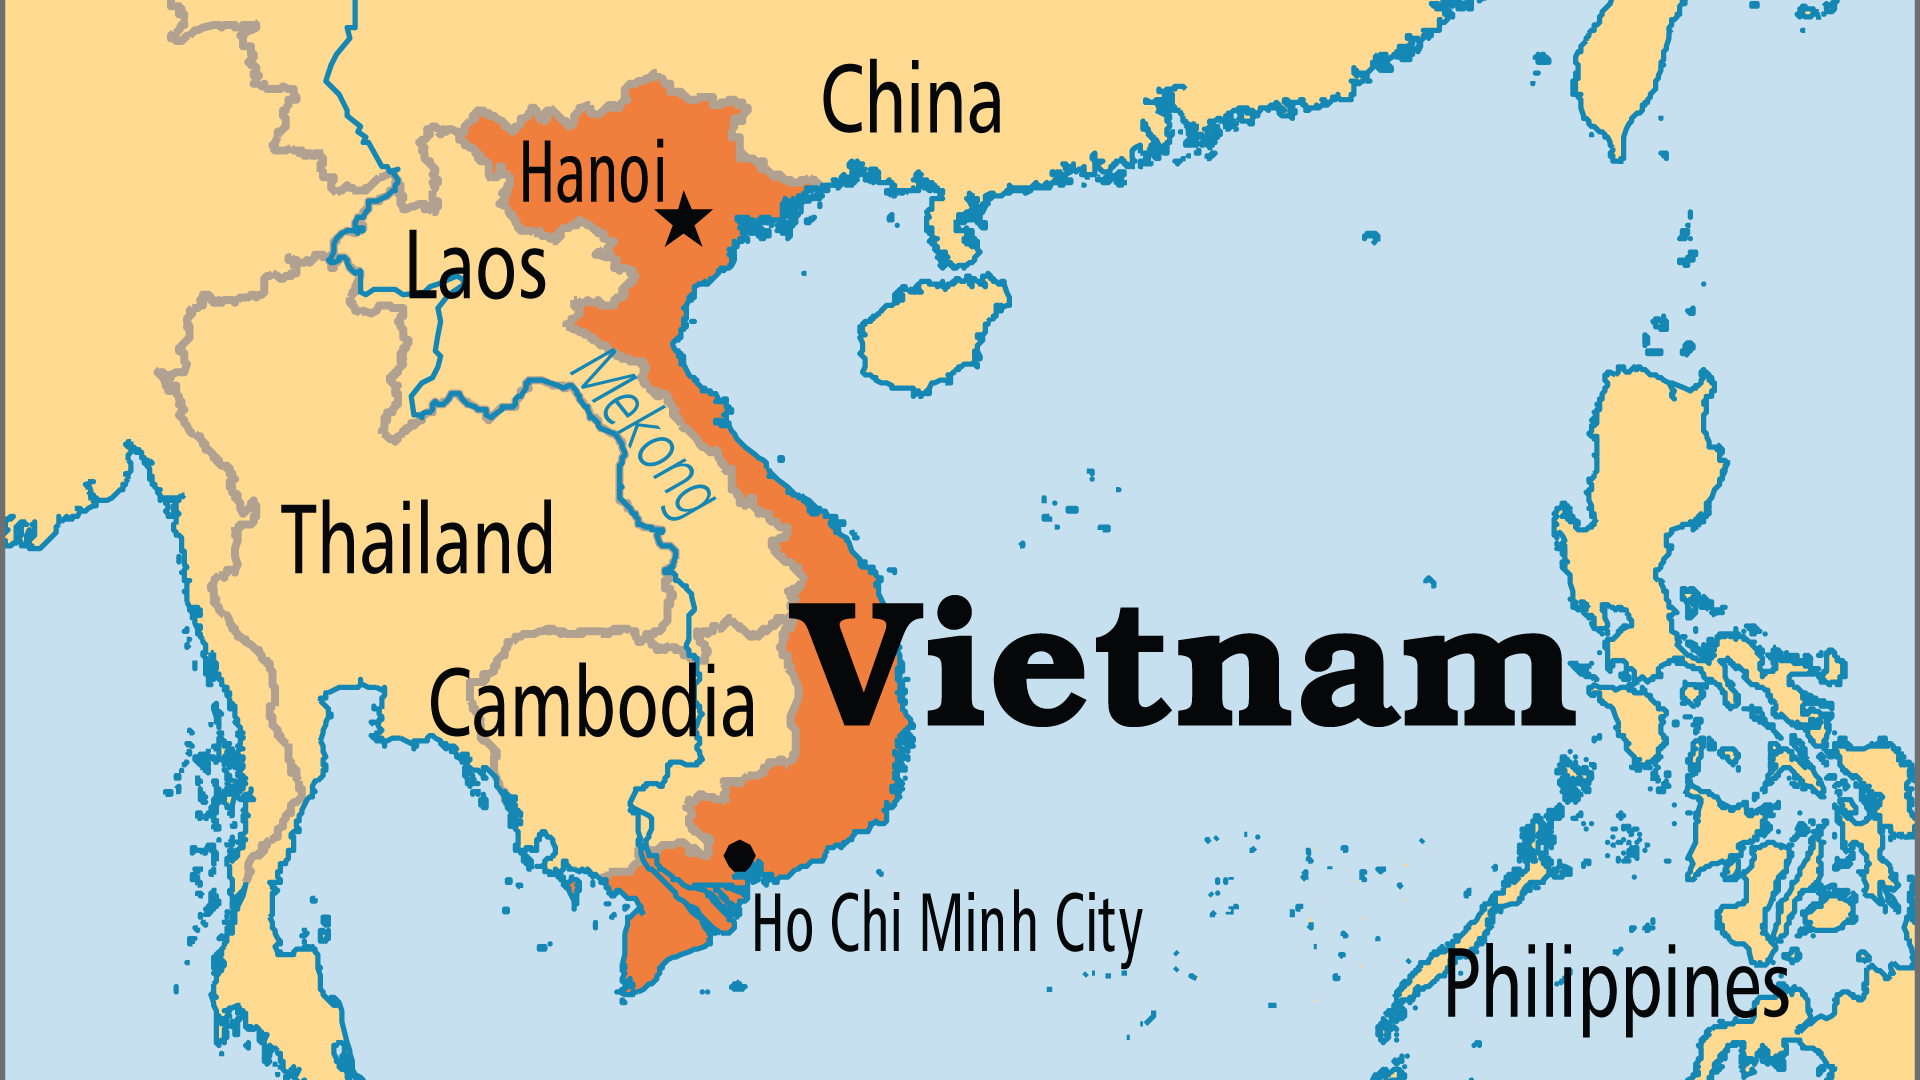 China
Hanoi
Laos
Mekong
Thailand
Vietnam
Cambodia
Ho Chi Minh City
Philippines